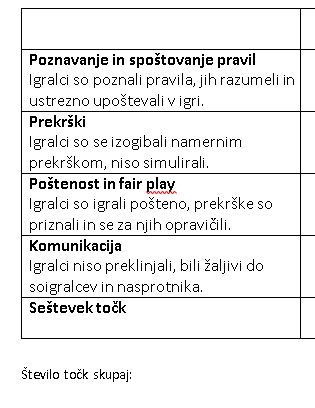 Poznavanje in spoštovanje pravil
Igralci so poznali pravila, jih razumeli in
ustrezno upoštevali v igri.
Prekrški
Igralci so se izogibali namernim
prekrškom, niso simulirali.
Poštenost in fair play
Igralci so igrali pošteno, prekrške so
priznali in se za njih opravičili.
Komunikacija
Igralci niso preklinjali, bili žaljivi do
soigralcev in nasprotnika.
Seštevek točk
Število točk skupaj: